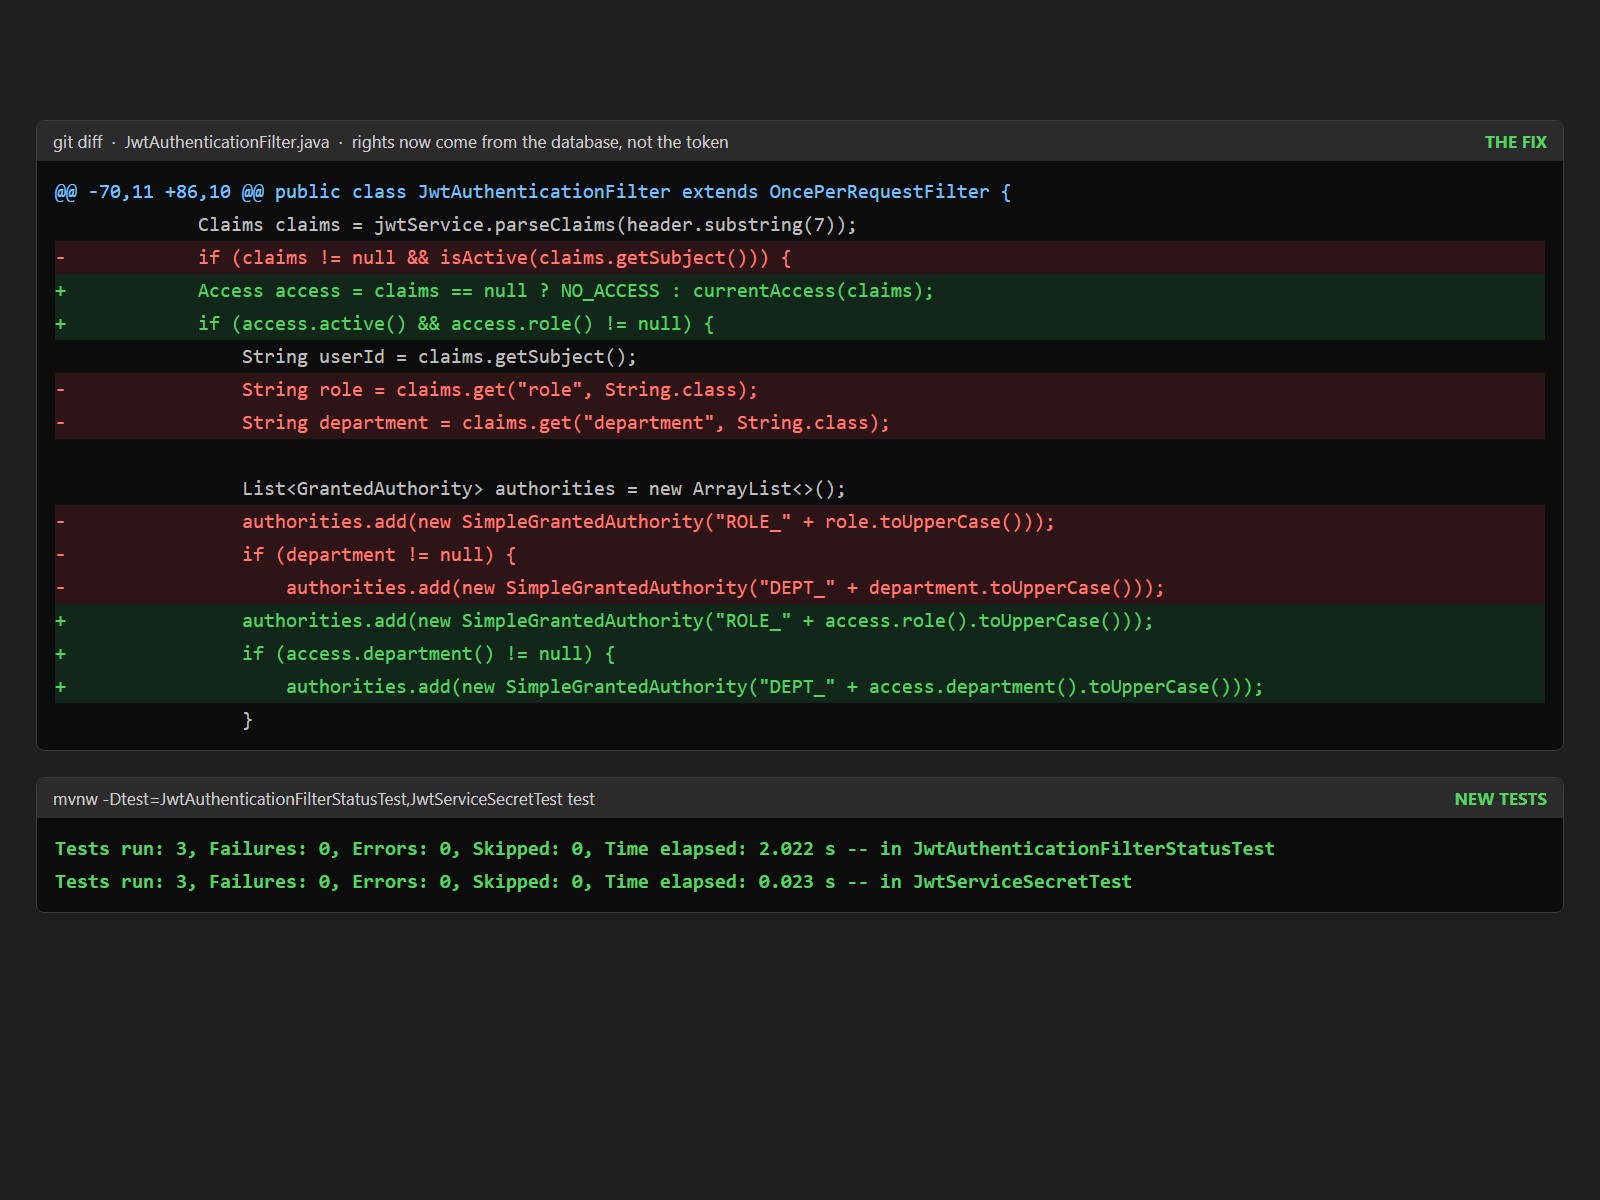 git diff · JwtAuthenticationFilter.java · rights now come from the database, not the token
THE FIX
@@ -70,11 +86,10 @@ public class JwtAuthenticationFilter extends OncePerRequestFilter {
             Claims claims = jwtService.parseClaims(header.substring(7));
-            if (claims != null && isActive(claims.getSubject())) {
+            Access access = claims == null ? NO_ACCESS : currentAccess(claims);
+            if (access.active() && access.role() != null) {
                 String userId = claims.getSubject();
-                String role = claims.get("role", String.class);
-                String department = claims.get("department", String.class);

                 List<GrantedAuthority> authorities = new ArrayList<>();
-                authorities.add(new SimpleGrantedAuthority("ROLE_" + role.toUpperCase()));
-                if (department != null) {
-                    authorities.add(new SimpleGrantedAuthority("DEPT_" + department.toUpperCase()));
+                authorities.add(new SimpleGrantedAuthority("ROLE_" + access.role().toUpperCase()));
+                if (access.department() != null) {
+                    authorities.add(new SimpleGrantedAuthority("DEPT_" + access.department().toUpperCase()));
                 }
mvnw -Dtest=JwtAuthenticationFilterStatusTest,JwtServiceSecretTest test
NEW TESTS
Tests run: 3, Failures: 0, Errors: 0, Skipped: 0, Time elapsed: 2.022 s -- in JwtAuthenticationFilterStatusTest
Tests run: 3, Failures: 0, Errors: 0, Skipped: 0, Time elapsed: 0.023 s -- in JwtServiceSecretTest